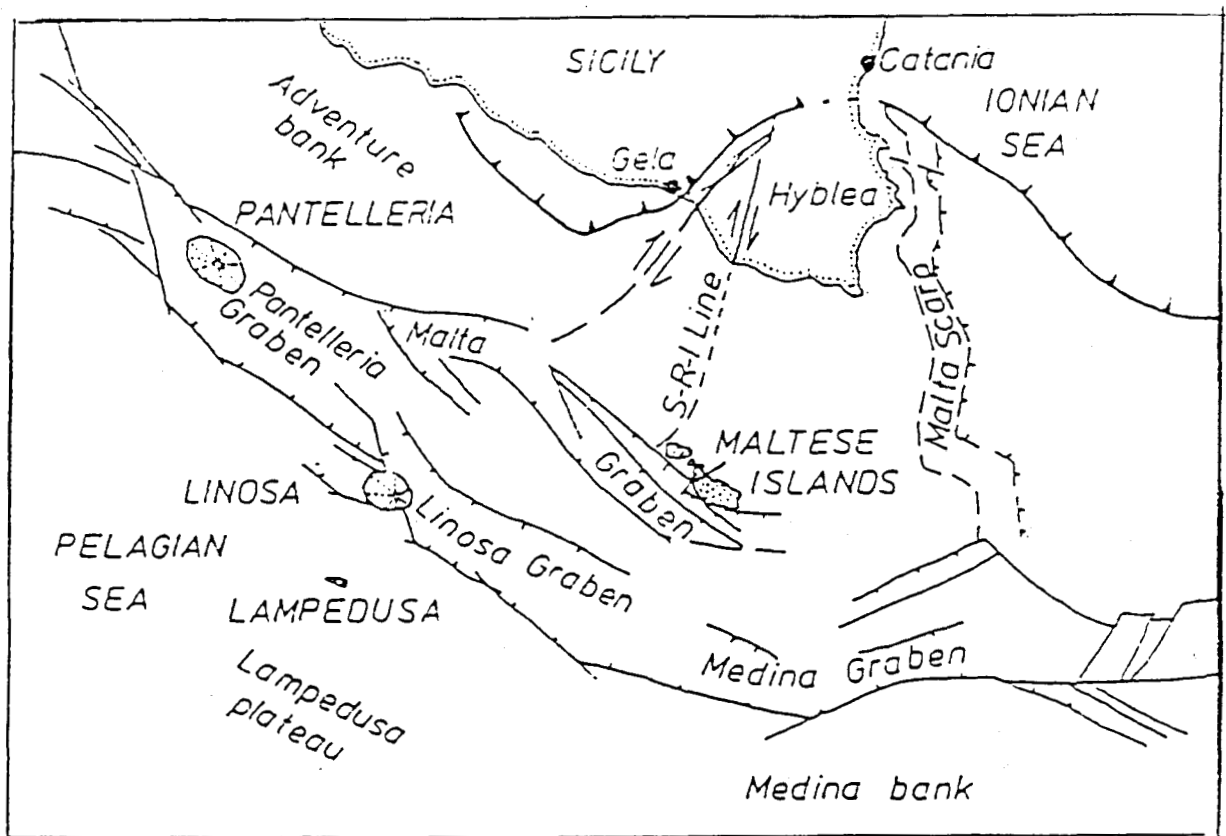 SICILY
Catania
IONIAN
SEA
Adventure
bank
Gela
Hyblea
PANTELLERIA
Pantelleria
Graben
Malta
Graben
S-R-I Line
Malta Scarp
MALTESE
ISLANDS
LINOSA
Linosa Graben
PELAGIAN
SEA
LAMPEDUSA
Lampedusa
plateau
Medina Graben
Medina bank